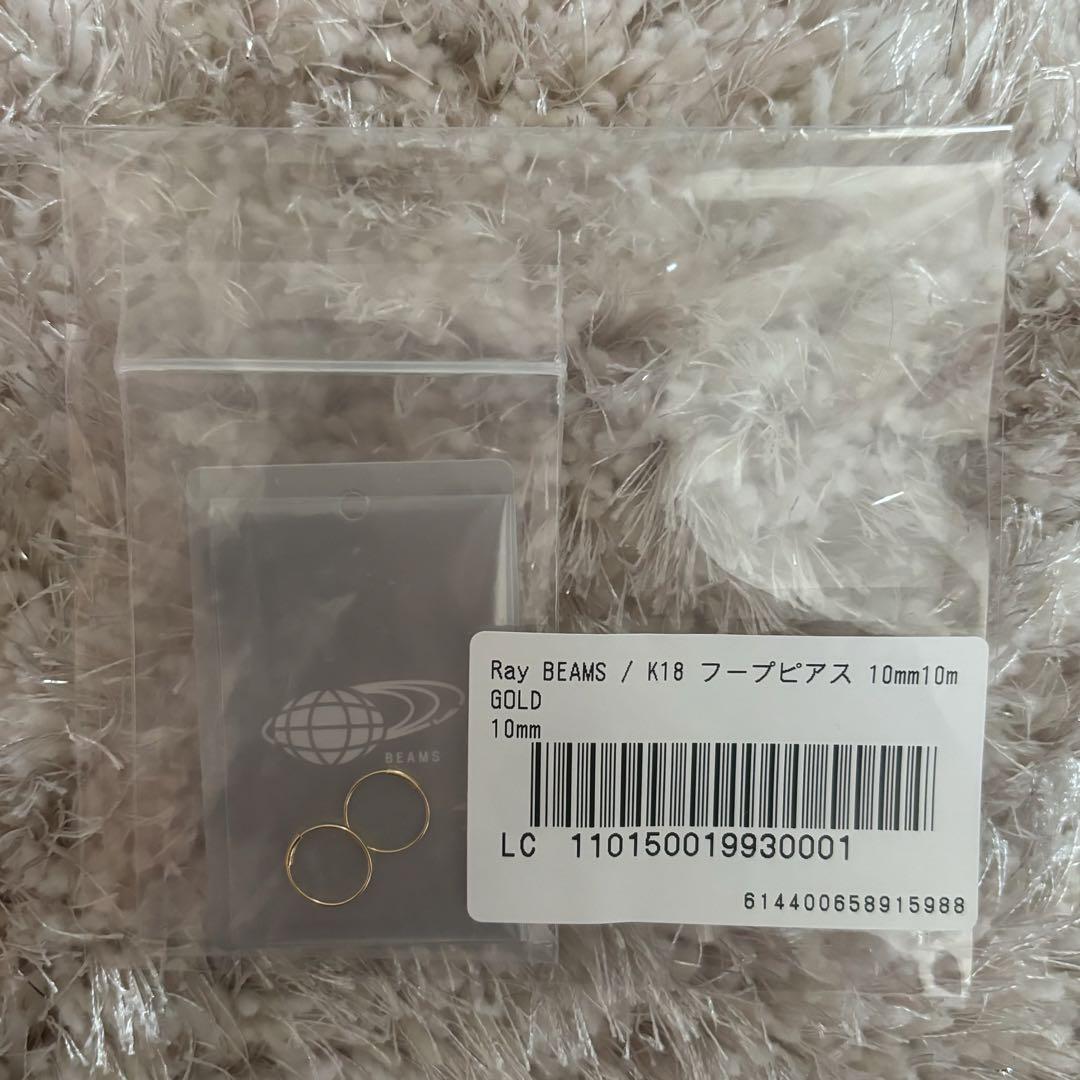 BEAMS
Ray BEAMS / K18 フープピアス 10mm10m
GOLD
10mm
LC 110150019930001
614400658915988